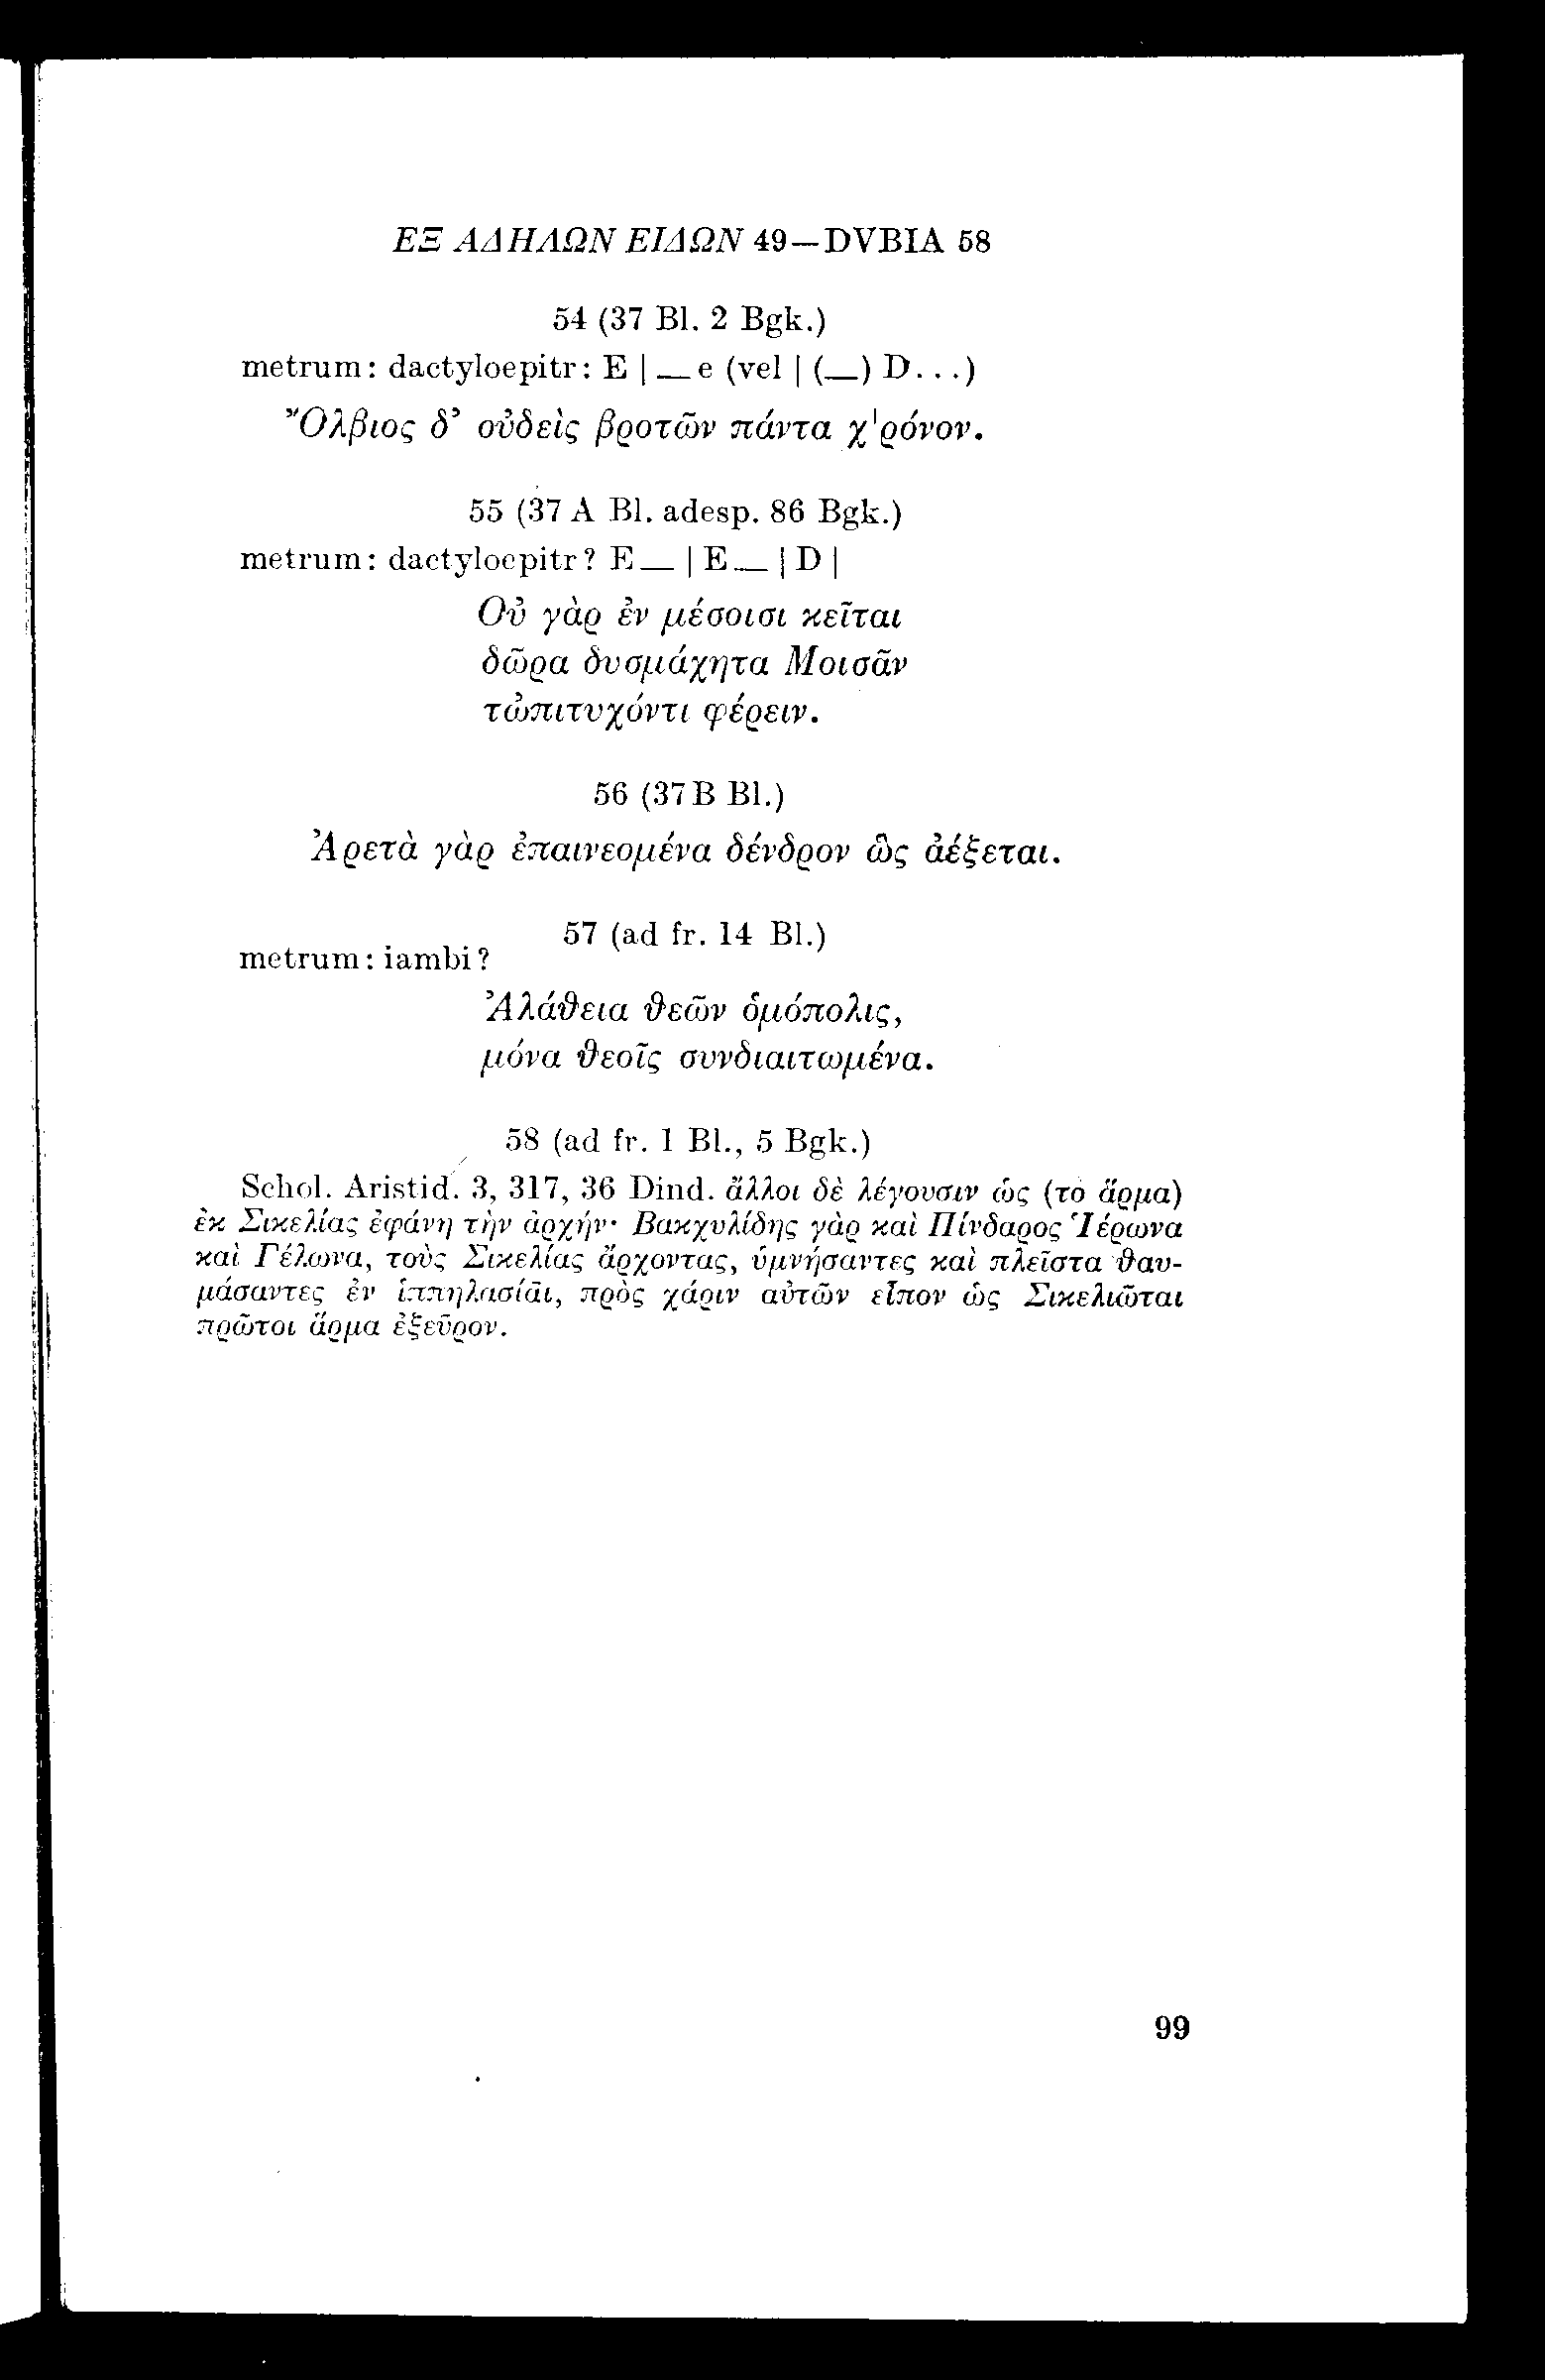 ΕΞ ΑΔΗΛΩΝ ΕΙΔΩΝ 49—DVBIA 58
54 (37 Bl. 2 Bgk.)
metrum: dactyloepitr: E | — e (vel | (—) D...)
Ὄλβιος δ’ οὐδεὶς βροτῶν πάντα χ'ρόνον.
55 (37 A Bl. adesp. 86 Bgk.)
metrum: dactyloepitr? E — | E — | D |
Οὐ γὰρ ἐν μέσοισι κεῖται
δῶρα δυσμάχητα Μοισᾶν
τὠπιτυχόντι φέρειν.
56 (37B Bl.)
Ἀρετὰ γὰρ ἐπαινεομένα δένδρον ὣς ἀέξεται.
57 (ad fr. 14 Bl.)
metrum: iambi?
Ἀλάθεια θεῶν ὁμόπολις,
μόνα θεοῖς συνδιαιτωμένα.
58 (ad fr. 1 Bl., 5 Bgk.)
Schol. Aristid. 3, 317, 36 Dind. ἄλλοι δὲ λέγουσιν ὡς (τὸ ἅρμα)
ἐκ Σικελίας ἐφάνη τὴν ἀρχήν· Βακχυλίδης γὰρ καὶ Πίνδαρος Ἱέρωνα
καὶ Γέλωνα, τοὺς Σικελίας ἄρχοντας, ὑμνήσαντες καὶ πλεῖστα θαυ-
μάσαντες ἐν ἱππηλασίαι, πρὸς χάριν αὐτῶν εἶπον ὡς Σικελιῶται
πρῶτοι ἅρμα ἐξεῦρον.
99